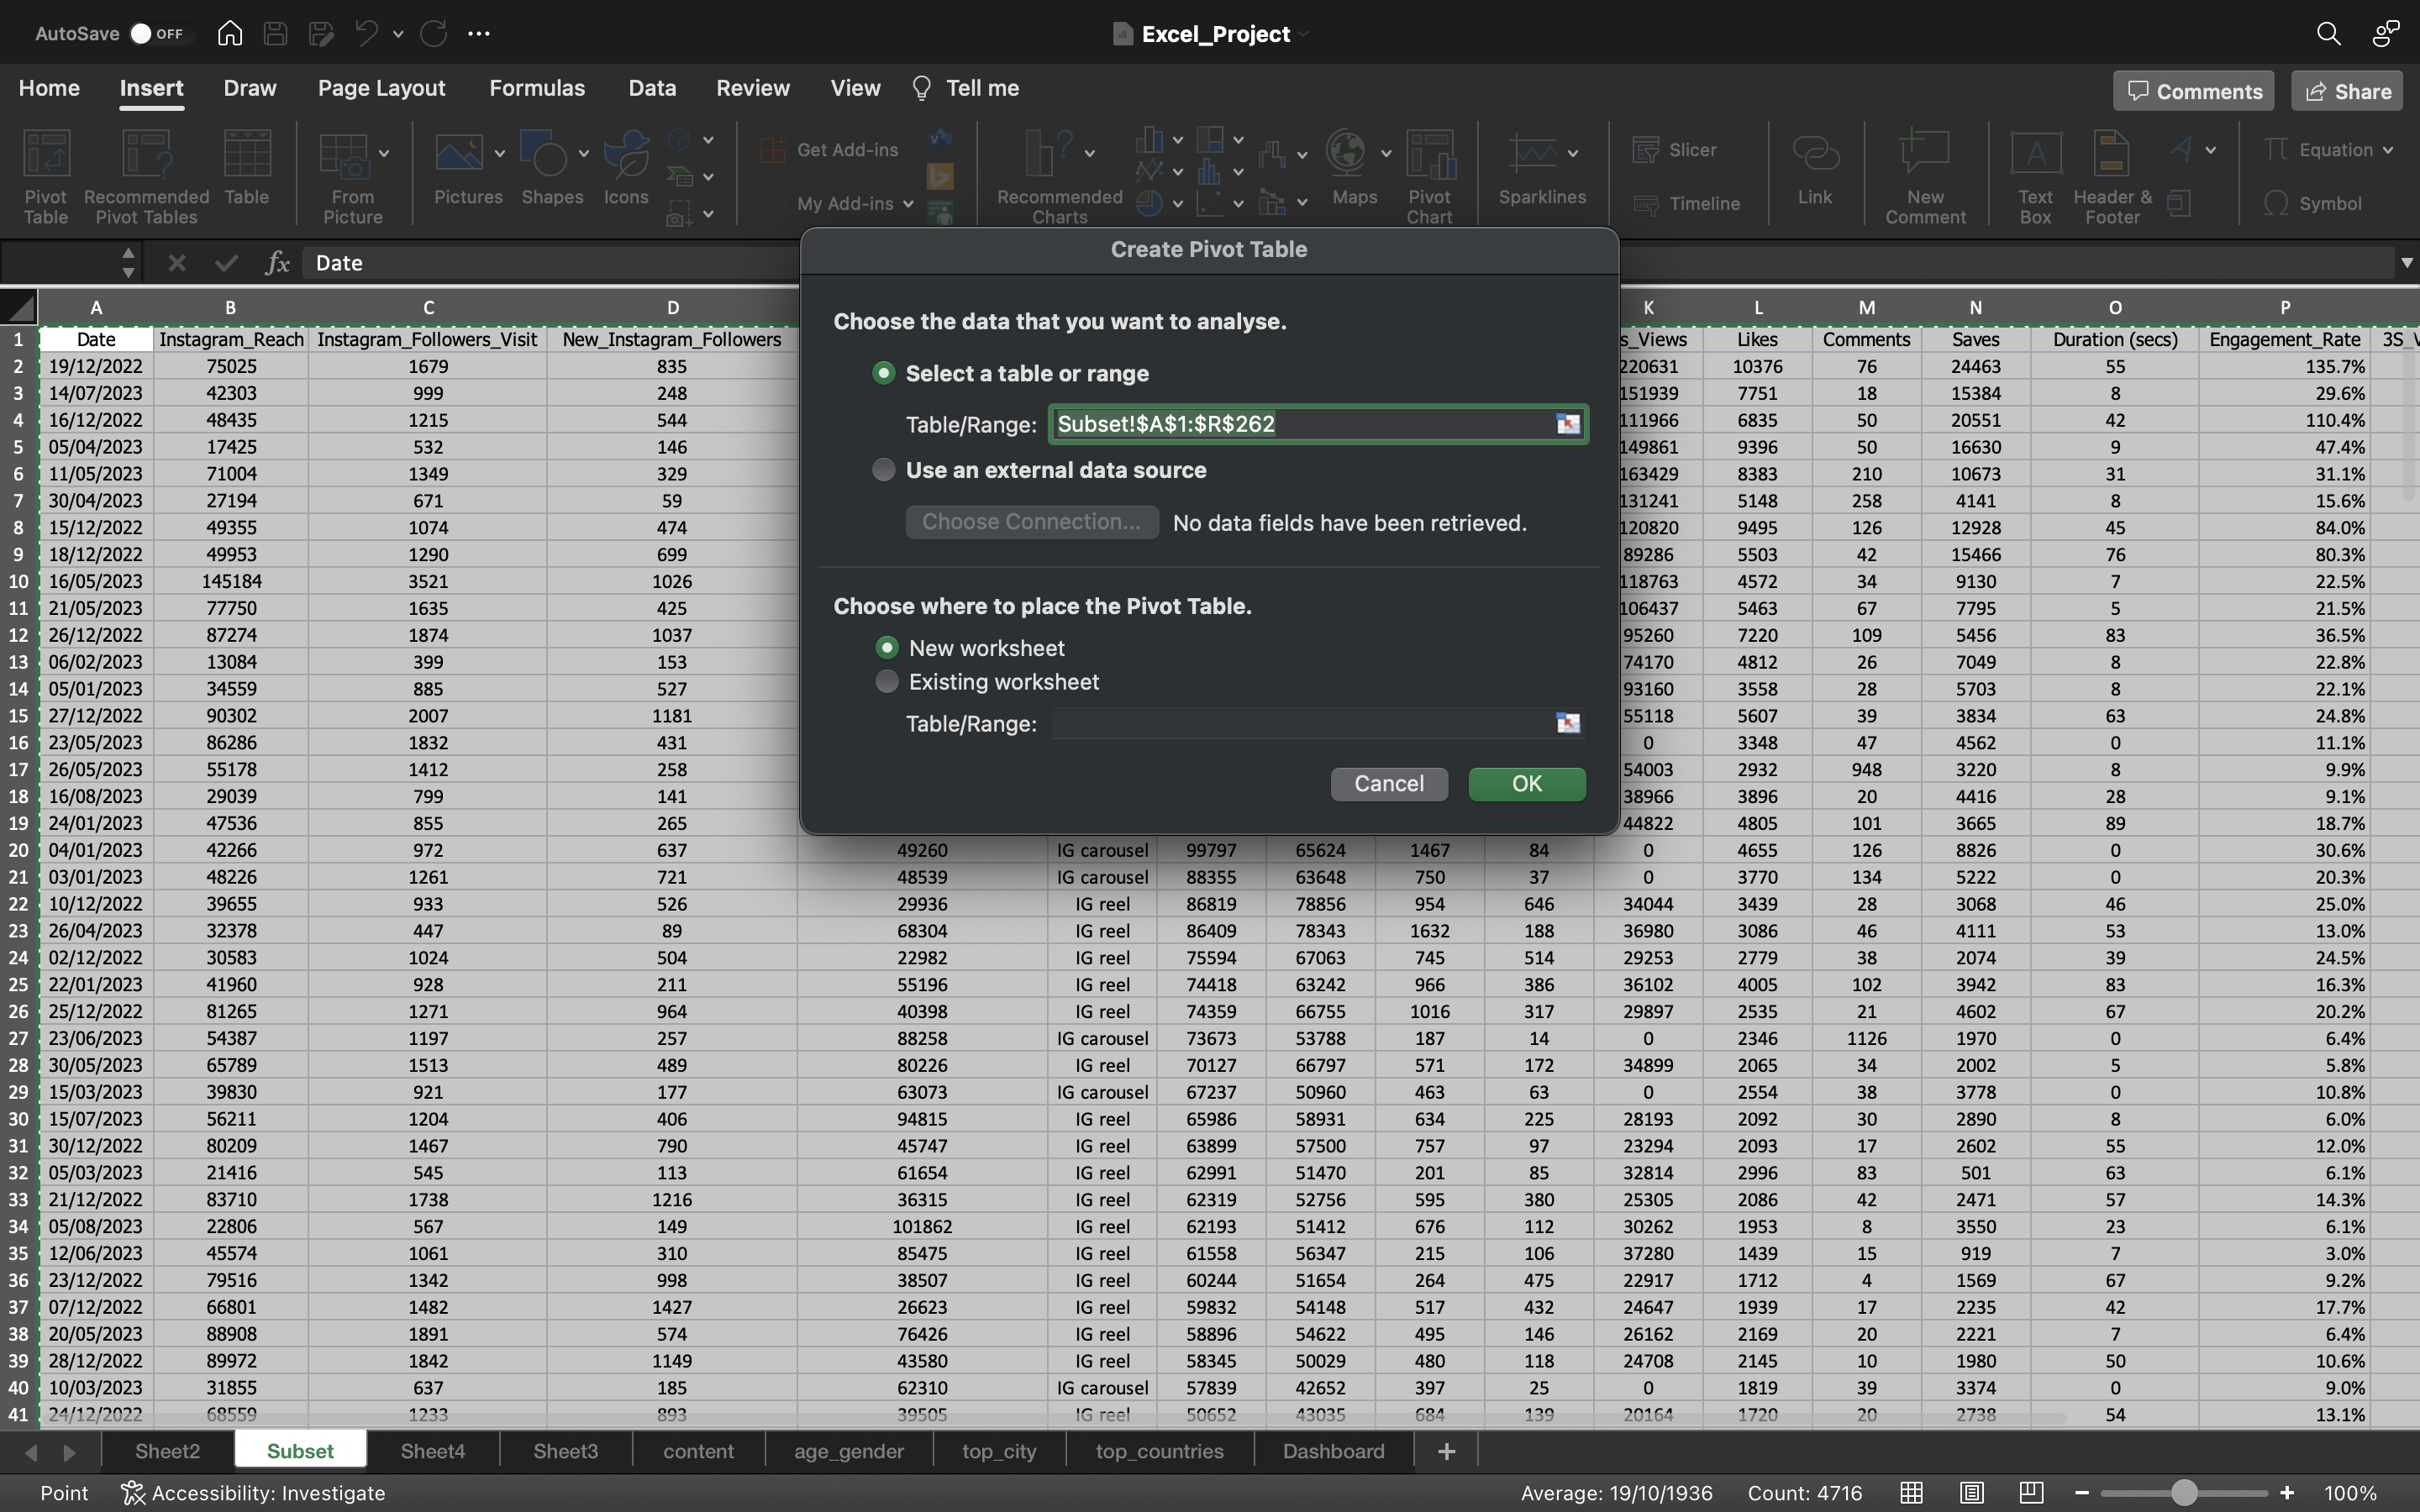 AutoSave OFF Excel_Project
Home Insert Draw Page Layout Formulas Data Review View Tell me Comments Share
Pivot Table Recommended Pivot Tables Table From Picture Pictures Shapes Icons Get Add-ins My Add-ins Recommended Charts Maps Pivot Chart Sparklines Slicer Timeline Link New Comment Text Box Header & Footer Equation Symbol
fx Date
Create Pivot Table
Choose the data that you want to analyse.
Select a table or range
Table/Range: Subset!$A$1:$R$262
Use an external data source
Choose Connection... No data fields have been retrieved.
Choose where to place the Pivot Table.
New worksheet
Existing worksheet
Table/Range:
Cancel OK
A B C D K L M N O P
1 Date Instagram_Reach Instagram_Followers_Visit New_Instagram_Followers s_Views Likes Comments Saves Duration (secs) Engagement_Rate
2 19/12/2022 75025 1679 835 220631 10376 76 24463 55 135.7%
3 14/07/2023 42303 999 248 151939 7751 18 15384 8 29.6%
4 16/12/2022 48435 1215 544 111966 6835 50 20551 42 110.4%
5 05/04/2023 17425 532 146 149861 9396 50 16630 9 47.4%
6 11/05/2023 71004 1349 329 163429 8383 210 10673 31 31.1%
7 30/04/2023 27194 671 59 131241 5148 258 4141 8 15.6%
8 15/12/2022 49355 1074 474 120820 9495 126 12928 45 84.0%
9 18/12/2022 49953 1290 699 89286 5503 42 15466 76 80.3%
10 16/05/2023 145184 3521 1026 118763 4572 34 9130 7 22.5%
11 21/05/2023 77750 1635 425 106437 5463 67 7795 5 21.5%
12 26/12/2022 87274 1874 1037 95260 7220 109 5456 83 36.5%
13 06/02/2023 13084 399 153 74170 4812 26 7049 8 22.8%
14 05/01/2023 34559 885 527 93160 3558 28 5703 8 22.1%
15 27/12/2022 90302 2007 1181 55118 5607 39 3834 63 24.8%
16 23/05/2023 86286 1832 431 0 3348 47 4562 0 11.1%
17 26/05/2023 55178 1412 258 54003 2932 948 3220 8 9.9%
18 16/08/2023 29039 799 141 38966 3896 20 4416 28 9.1%
19 24/01/2023 47536 855 265 44822 4805 101 3665 89 18.7%
20 04/01/2023 42266 972 637 49260 IG carousel 99797 65624 1467 84 0 4655 126 8826 0 30.6%
21 03/01/2023 48226 1261 721 48539 IG carousel 88355 63648 750 37 0 3770 134 5222 0 20.3%
22 10/12/2022 39655 933 526 29936 IG reel 86819 78856 954 646 34044 3439 28 3068 46 25.0%
23 26/04/2023 32378 447 89 68304 IG reel 86409 78343 1632 188 36980 3086 46 4111 53 13.0%
24 02/12/2022 30583 1024 504 22982 IG reel 75594 67063 745 514 29253 2779 38 2074 39 24.5%
25 22/01/2023 41960 928 211 55196 IG reel 74418 63242 966 386 36102 4005 102 3942 83 16.3%
26 25/12/2022 81265 1271 964 40398 IG reel 74359 66755 1016 317 29897 2535 21 4602 67 20.2%
27 23/06/2023 54387 1197 257 88258 IG carousel 73673 53788 187 14 0 2346 1126 1970 0 6.4%
28 30/05/2023 65789 1513 489 80226 IG reel 70127 66797 571 172 34899 2065 34 2002 5 5.8%
29 15/03/2023 39830 921 177 63073 IG carousel 67237 50960 463 63 0 2554 38 3778 0 10.8%
30 15/07/2023 56211 1204 406 94815 IG reel 65986 58931 634 225 28193 2092 30 2890 8 6.0%
31 30/12/2022 80209 1467 790 45747 IG reel 63899 57500 757 97 23294 2093 17 2602 55 12.0%
32 05/03/2023 21416 545 113 61654 IG reel 62991 51470 201 85 32814 2996 83 501 63 6.1%
33 21/12/2022 83710 1738 1216 36315 IG reel 62319 52756 595 380 25305 2086 42 2471 57 14.3%
34 05/08/2023 22806 567 149 101862 IG reel 62193 51412 676 112 30262 1953 8 3550 23 6.1%
35 12/06/2023 45574 1061 310 85475 IG reel 61558 56347 215 106 37280 1439 15 919 7 3.0%
36 23/12/2022 79516 1342 998 38507 IG reel 60244 51654 264 475 22917 1712 4 1569 67 9.2%
37 07/12/2022 66801 1482 1427 26623 IG reel 59832 54148 517 432 24647 1939 17 2235 42 17.7%
38 20/05/2023 88908 1891 574 76426 IG reel 58896 54622 495 146 26162 2169 20 2221 7 6.4%
39 28/12/2022 89972 1842 1149 43580 IG reel 58345 50029 480 118 24708 2145 10 1980 50 10.6%
40 10/03/2023 31855 637 185 62310 IG carousel 57839 42652 397 25 0 1819 39 3374 0 9.0%
41 24/12/2022 68559 1233 893 39505 IG reel 50652 43035 684 139 20164 1720 20 2738 54 13.1%
Sheet2 Subset Sheet4 Sheet3 content age_gender top_city top_countries Dashboard +
Point Accessibility: Investigate Average: 19/10/1936 Count: 4716 100%